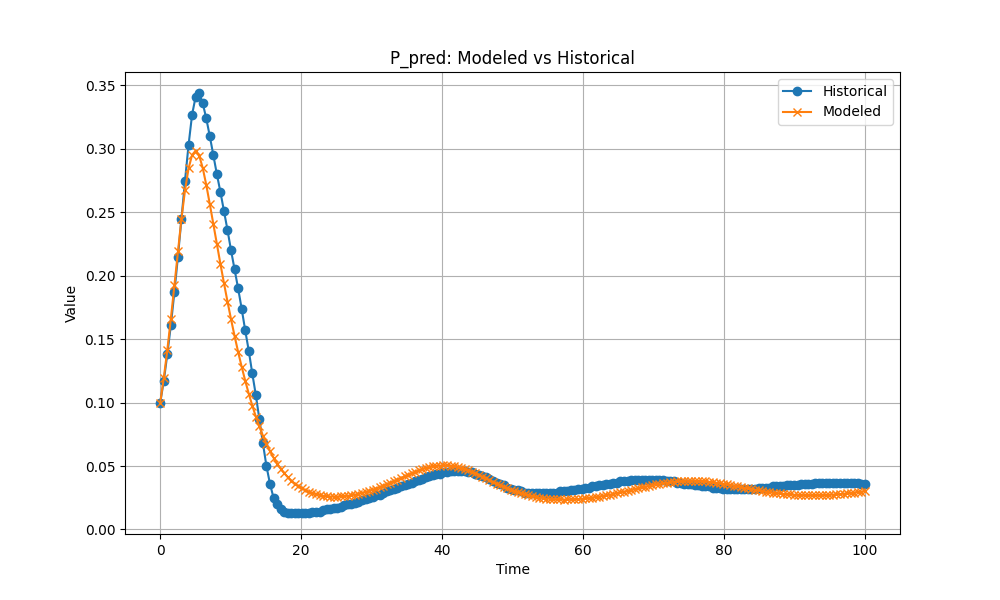 P_pred: Modeled vs Historical
Historical
Modeled
Value
0.35
0.30
0.25
0.20
0.15
0.10
0.05
0.00
0 20 40 60 80 100
Time